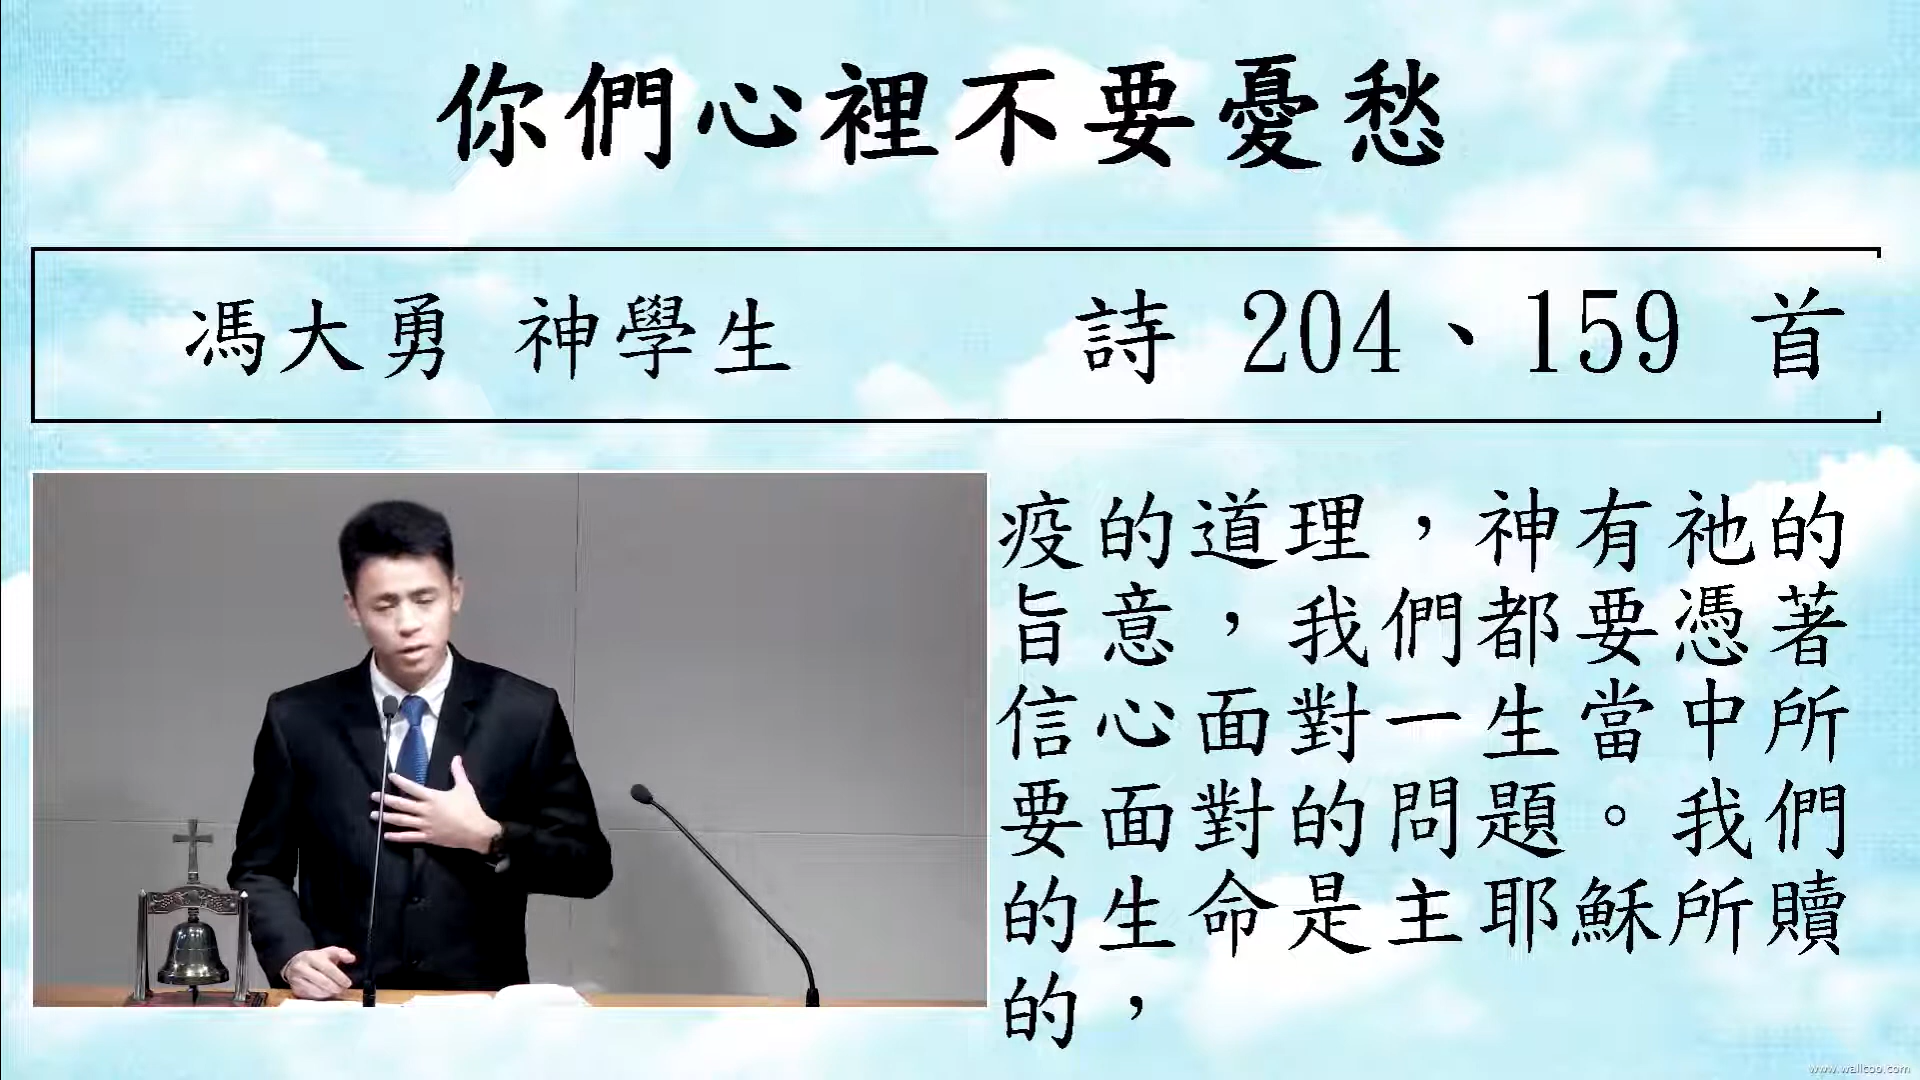 你們心裡不要憂愁
馮大勇 神學生 詩 204、159 首
疫的道理，神有祂的
旨意，我們都要憑著
信心面對一生當中所
要面對的問題。我們
的生命是主耶穌所贖
的，
www.wallcoo.com